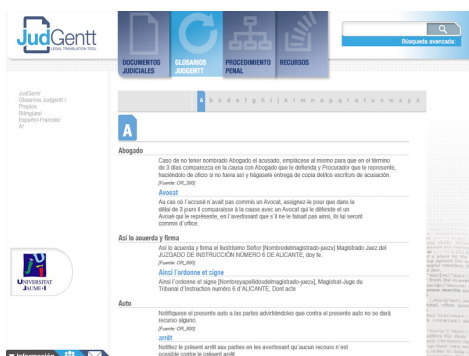 JudGentt
LEGAL TRANSLATION TOOL
DOCUMENTOS
JUDICIALES
GLOSARIOS
JUDGENTT
PROCEDIMIENTO
PENAL
RECURSOS
Búsqueda avanzada:
JudGentt/
Glosarios Judgentt /
Propios
Bilingües/
Español-Francés/
A/
A b c d e f g h i j k l m n o p q r s t u v w x y z
A
Abogado
Caso de no tener nombrado Abogado el acusado, emplácese al mismo para que en el término
de 3 días comparezca en la causa con Abogado que le defienda y Procurador que le represente,
haciéndolo de oficio si no fuera así y hágasele entrega de copia del/los escrito/s de acusación.
[Fuente: OR_000]
Avocat
As cas où l'accusé n'avait pas commis un Avocat, assignez-le pour que dans le
délai de 3 jours il comparaisse à la cause avec un Avocat qui le défende et un
Avoué qui le représente, en l'avertissant que s'il ne le faisait pas ainsi, ils lui seront
commis d'office.
Así lo acuerda y firma
Así lo acuerda y firma el Ilustrísimo Señor [Nombredelmagistrado-juezx] Magistrado Juez del
JUZGADO DE INSTRUCCIÓN NÚMERO 6 DE ALICANTE, doy fe.
[Fuente: OR_000]
Ainsi l'ordonne et signe
Ainsi l'ordonne et signe [Nombreyapellidosdelmagistrado-juezx], Magistrat-Juge du
Tribunal d'Instruction numéro 6 d'ALICANTE, Dont acte
Auto
Notifíquese el presente auto a las partes advirtiéndoles que contra el presente auto no se dará
recurso alguno.
[Fuente: OR_000]
arrêt
Notifiez le présent arrêt aux parties en les avertissant qu'aucun recours n'est
possible contre le présent arrêt.
UNIVERSITAT
JAUME·I
Información